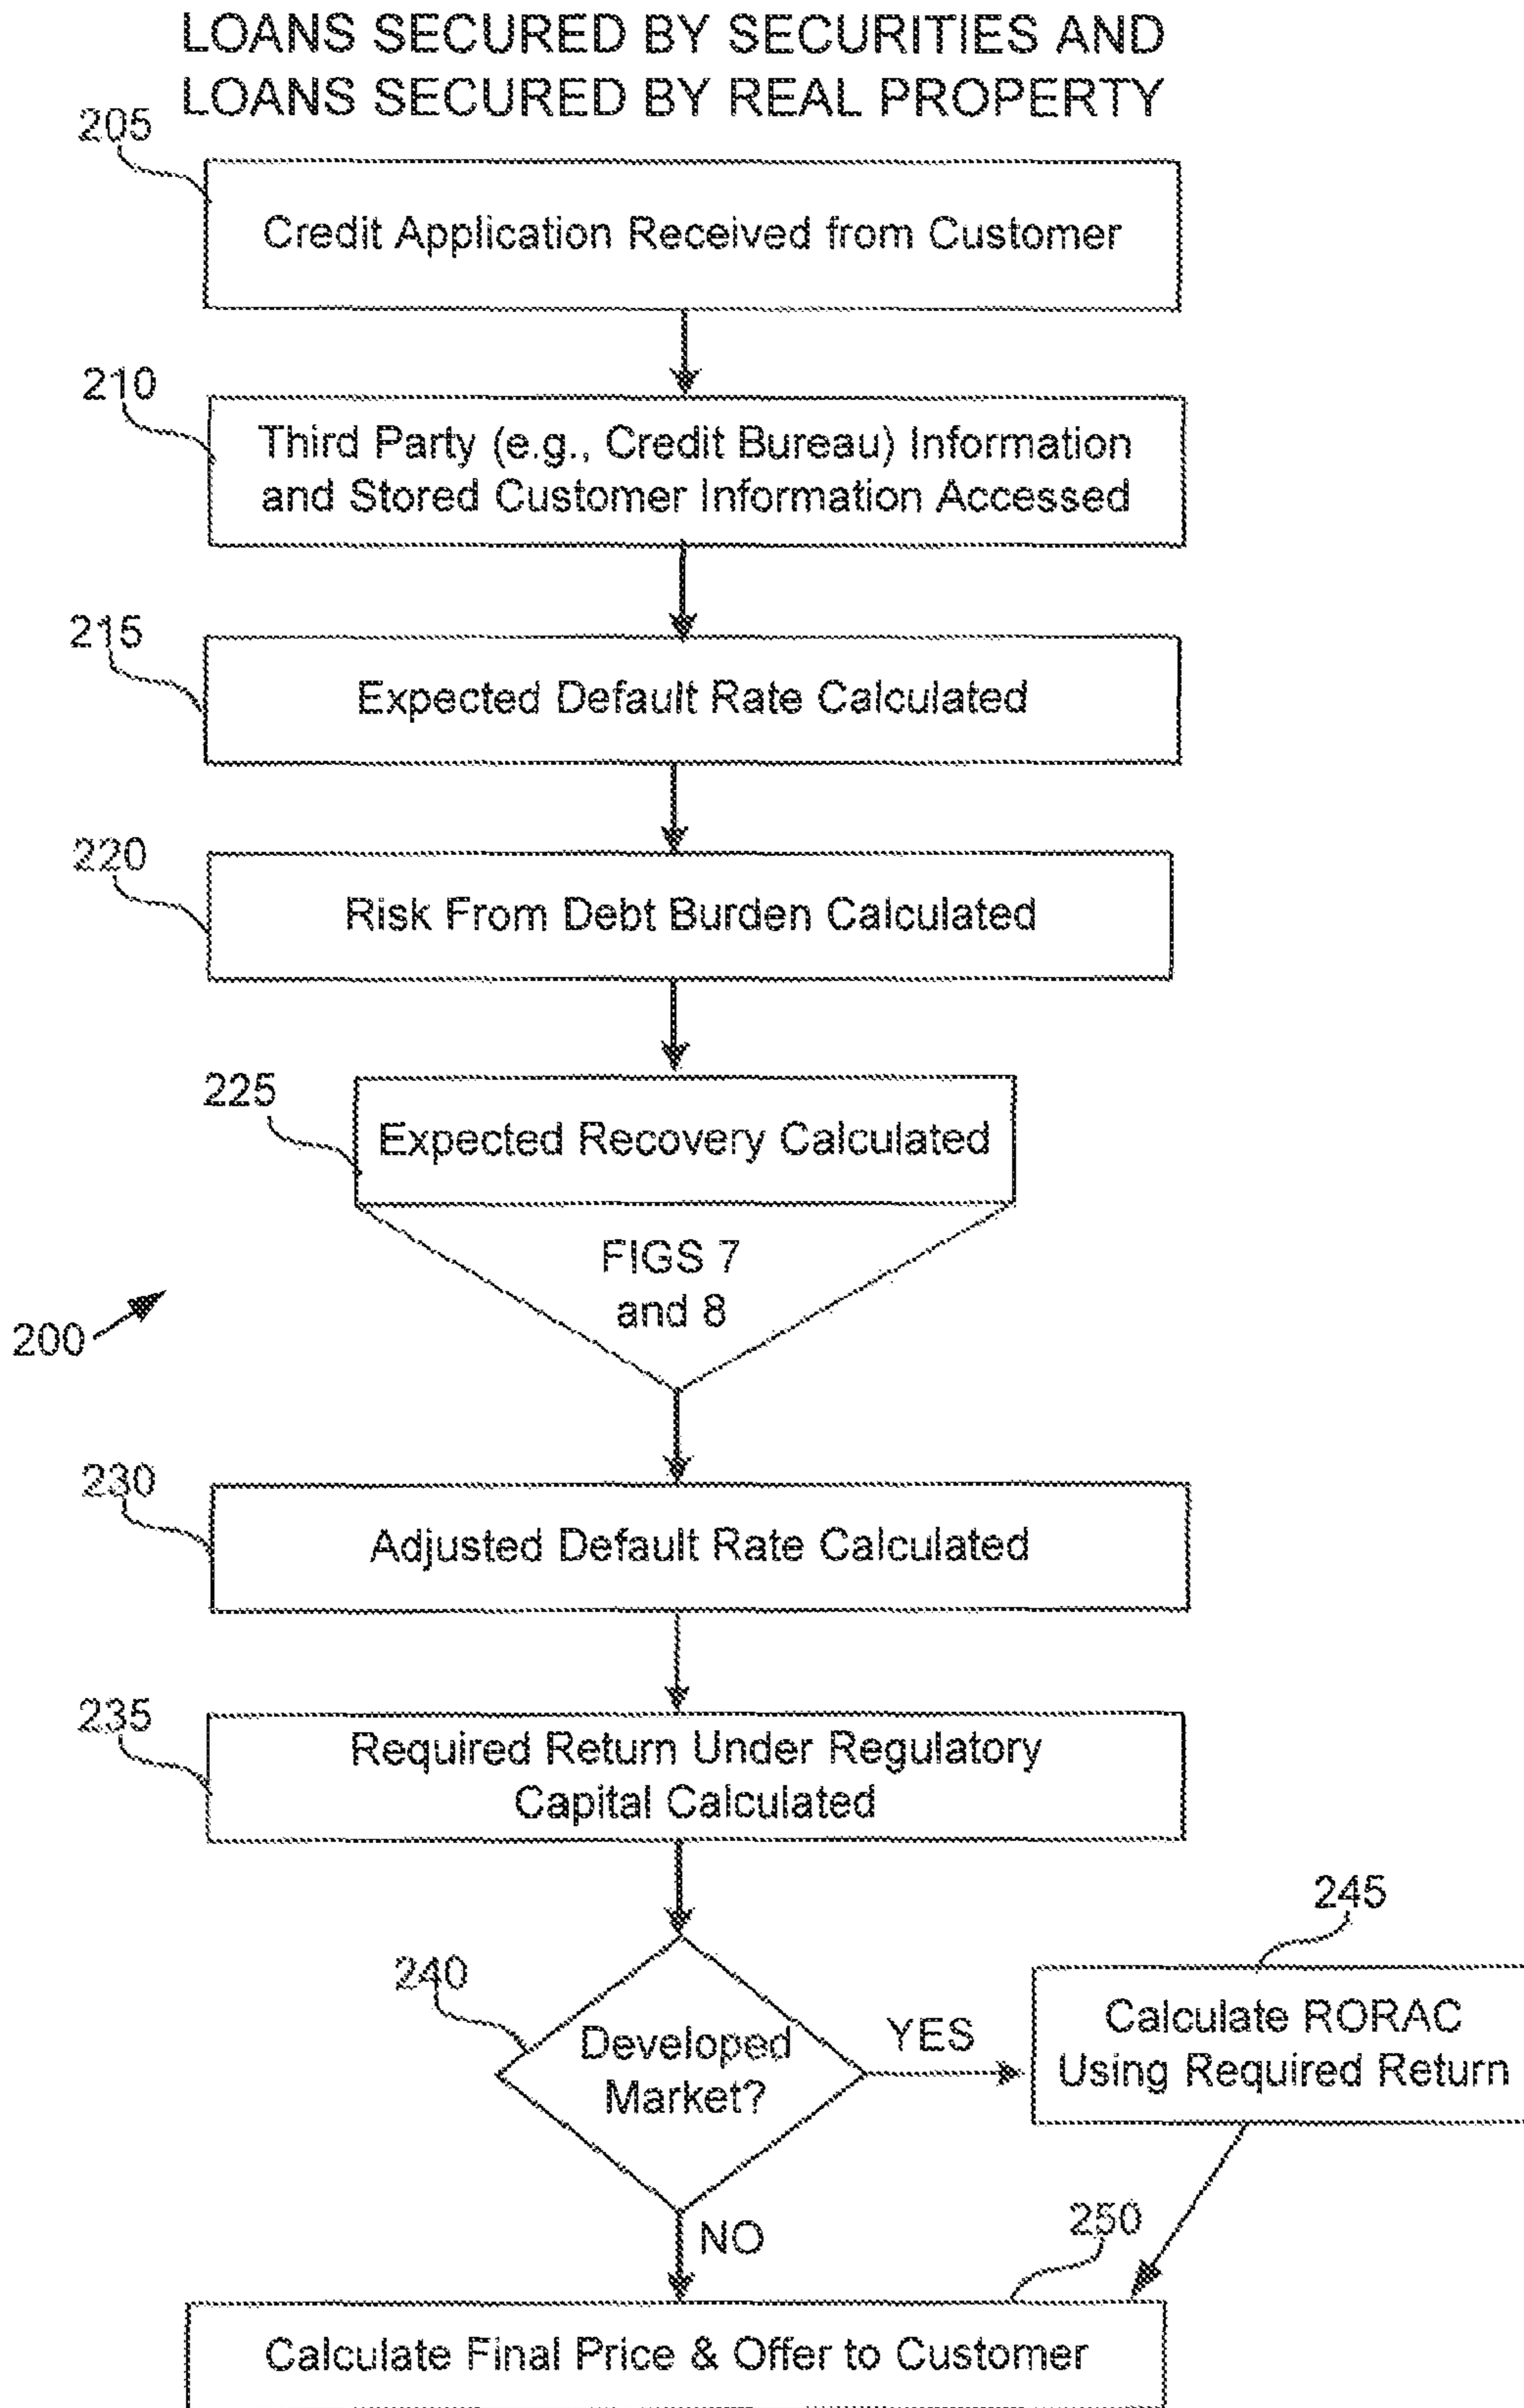 LOANS SECURED BY SECURITIES AND
LOANS SECURED BY REAL PROPERTY
205
Credit Application Received from Customer
210
Third Party (e.g., Credit Bureau) Information
and Stored Customer Information Accessed
215
Expected Default Rate Calculated
220
Risk From Debt Burden Calculated
225
Expected Recovery Calculated
FIGS 7
and 8
200
230
Adjusted Default Rate Calculated
235
Required Return Under Regulatory
Capital Calculated
240
Developed
Market?
YES
245
Calculate RORAC
Using Required Return
NO
250
Calculate Final Price & Offer to Customer